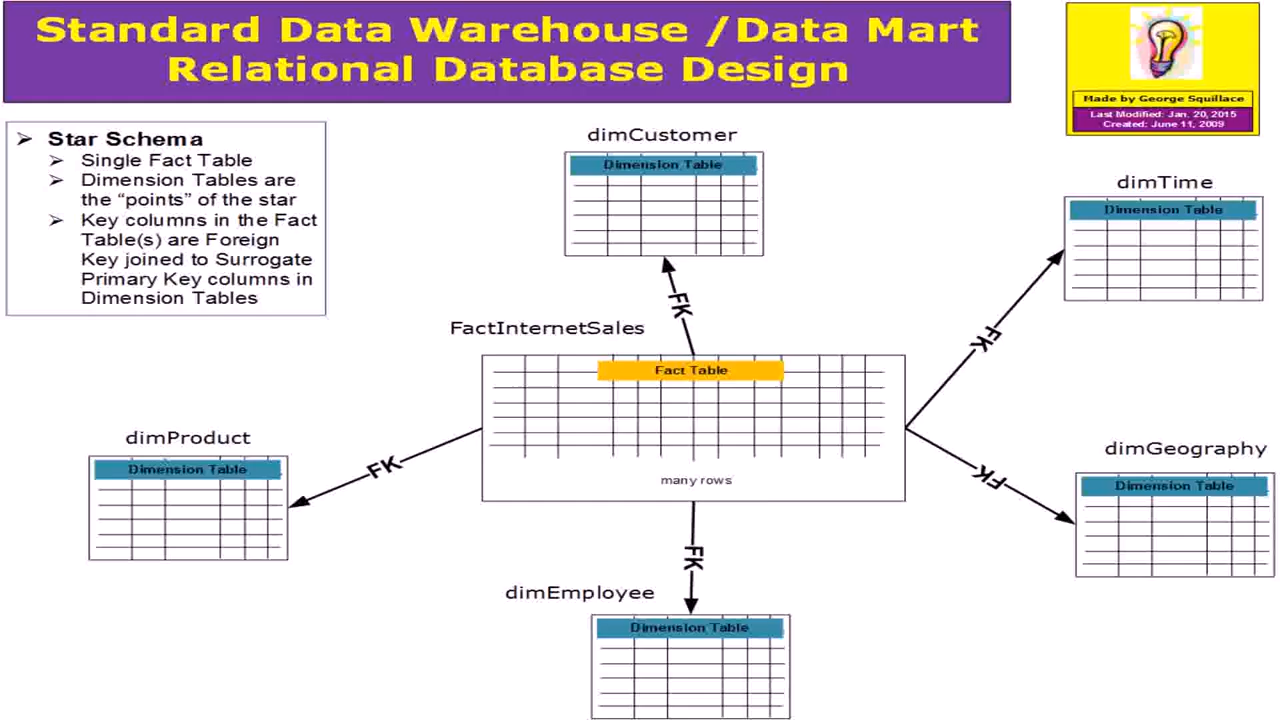 Standard Data Warehouse /Data Mart
Relational Database Design
Made by George Squillace
Last Modified: Jan. 20, 2015
Created: June 11, 2009
Star Schema
Single Fact Table
Dimension Tables are
the “points” of the star
Key columns in the Fact
Table(s) are Foreign
Key joined to Surrogate
Primary Key columns in
Dimension Tables
dimCustomer
Dimension Table
dimTime
Dimension Table
FK
FK
FactInternetSales
Fact Table
many rows
dimProduct
Dimension Table
FK
dimGeography
Dimension Table
FK
FK
dimEmployee
Dimension Table